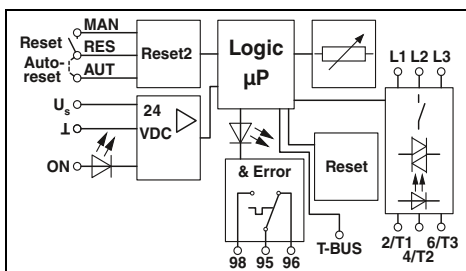 MAN
Reset
RES
Reset2
Auto-
reset
AUT
Logic
µP
L1 L2 L3
Us
24
VDC
⊥
ON
& Error
Reset
98 95 96
T-BUS
2/T1 6/T3
4/T2